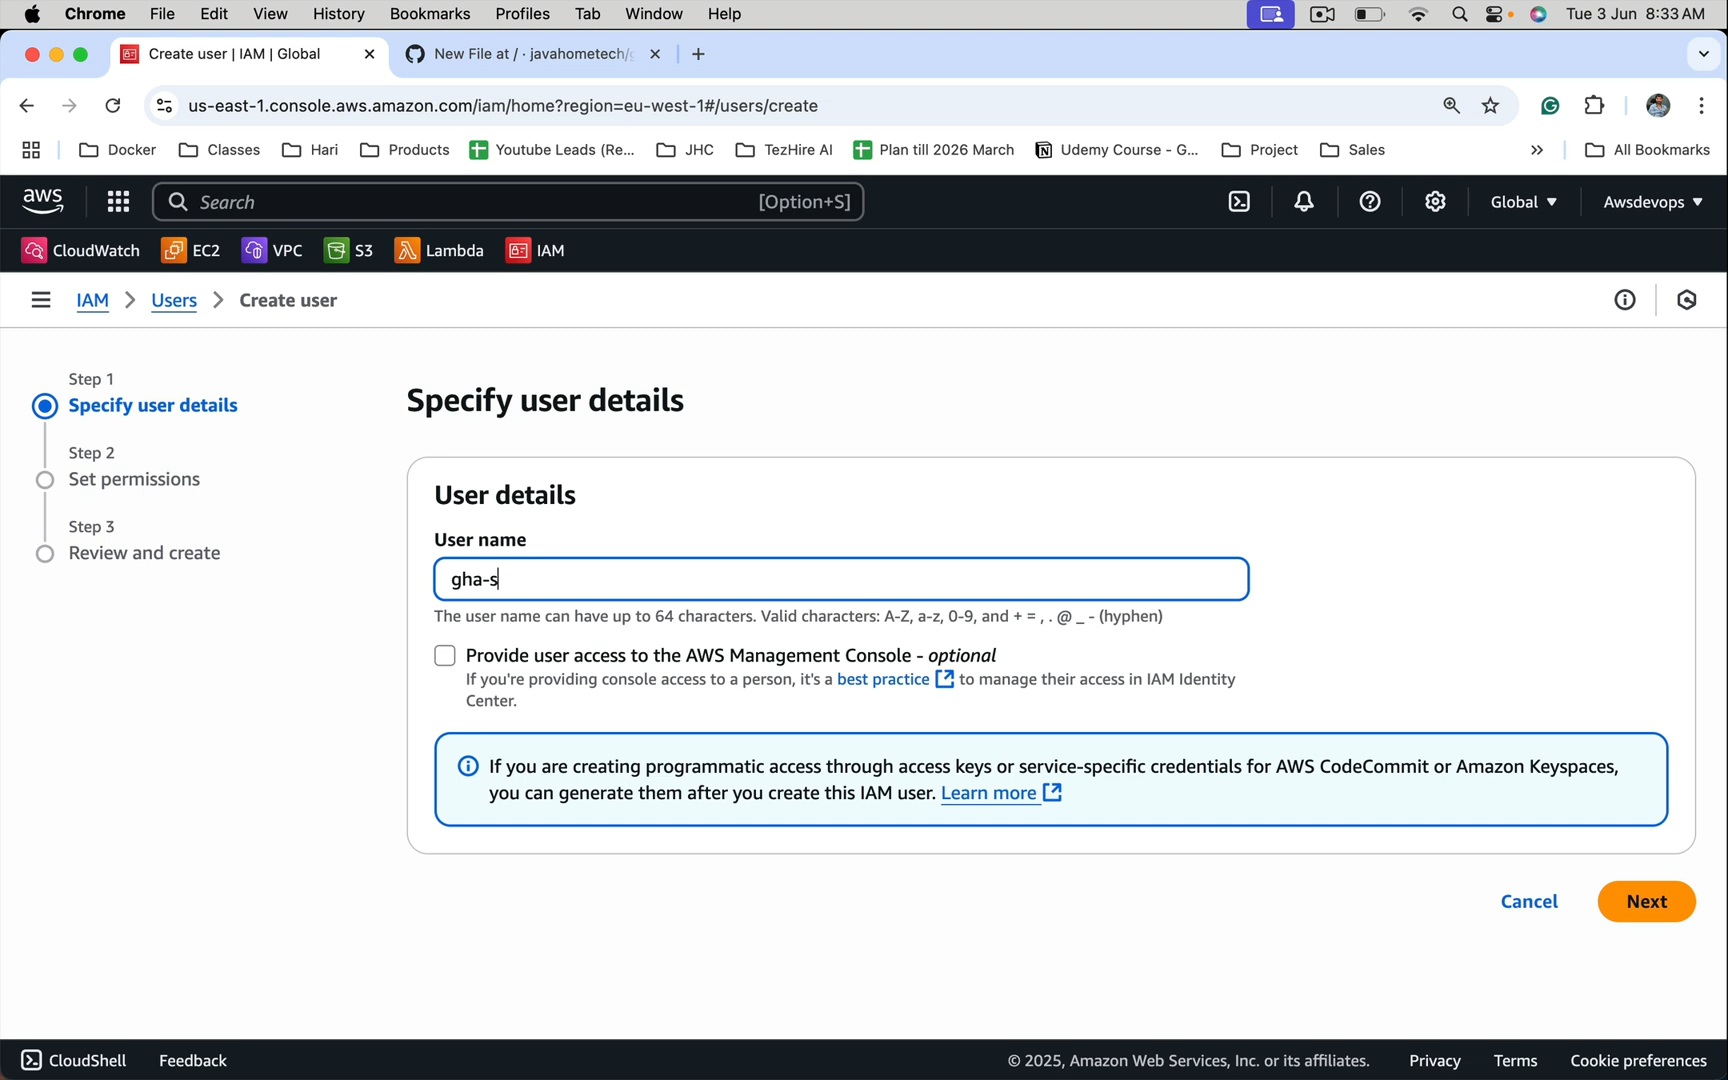 Chrome File Edit View History Bookmarks Profiles Tab Window Help Tue 3 Jun 8:33 AM
Create user | IAM | Global New File at / · javahometech/
us-east-1.console.aws.amazon.com/iam/home?region=eu-west-1#/users/create
Docker Classes Hari Products Youtube Leads (Re... JHC TezHire AI Plan till 2026 March Udemy Course - G... Project Sales » All Bookmarks
aws Search [Option+S] Global Awsdevops
CloudWatch EC2 VPC S3 Lambda IAM
IAM Users Create user
Step 1
Specify user details
Step 2
Set permissions
Step 3
Review and create
Specify user details
User details
User name
gha-s
The user name can have up to 64 characters. Valid characters: A-Z, a-z, 0-9, and + = , . @ _ - (hyphen)
Provide user access to the AWS Management Console - optional
If you're providing console access to a person, it's a best practice to manage their access in IAM Identity
Center.
If you are creating programmatic access through access keys or service-specific credentials for AWS CodeCommit or Amazon Keyspaces,
you can generate them after you create this IAM user. Learn more
Cancel Next
CloudShell Feedback © 2025, Amazon Web Services, Inc. or its affiliates. Privacy Terms Cookie preferences